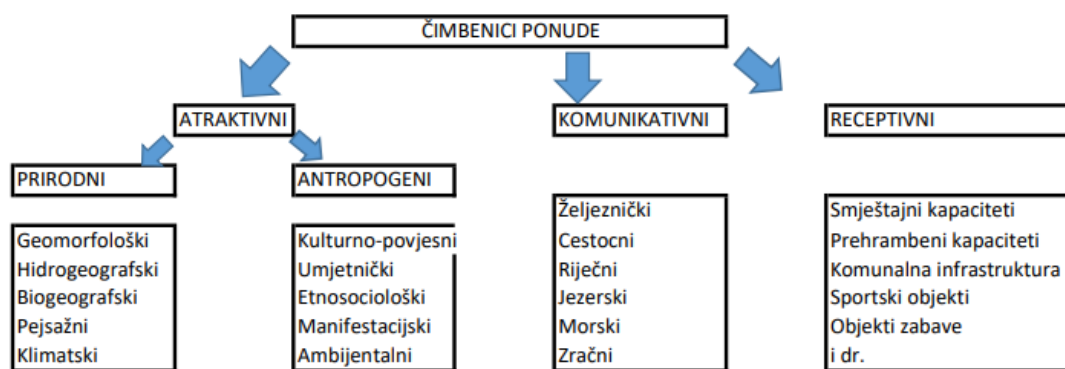 ČIMBENICI PONUDE
ATRAKTIVNI
KOMUNIKATIVNI
RECEPTIVNI
PRIRODNI
ANTROPOGENI
Geomorfološki
Hidrogeografski
Biogeografski
Pejsažni
Klimatski
Kulturno-povjesni
Umjetnički
Etnosociološki
Manifestacijski
Ambijentalni
Željeznički
Cestocni
Riječni
Jezerski
Morski
Zračni
Smještajni kapaciteti
Prehrambeni kapaciteti
Komunalna infrastruktura
Sportski objekti
Objekti zabave
i dr.